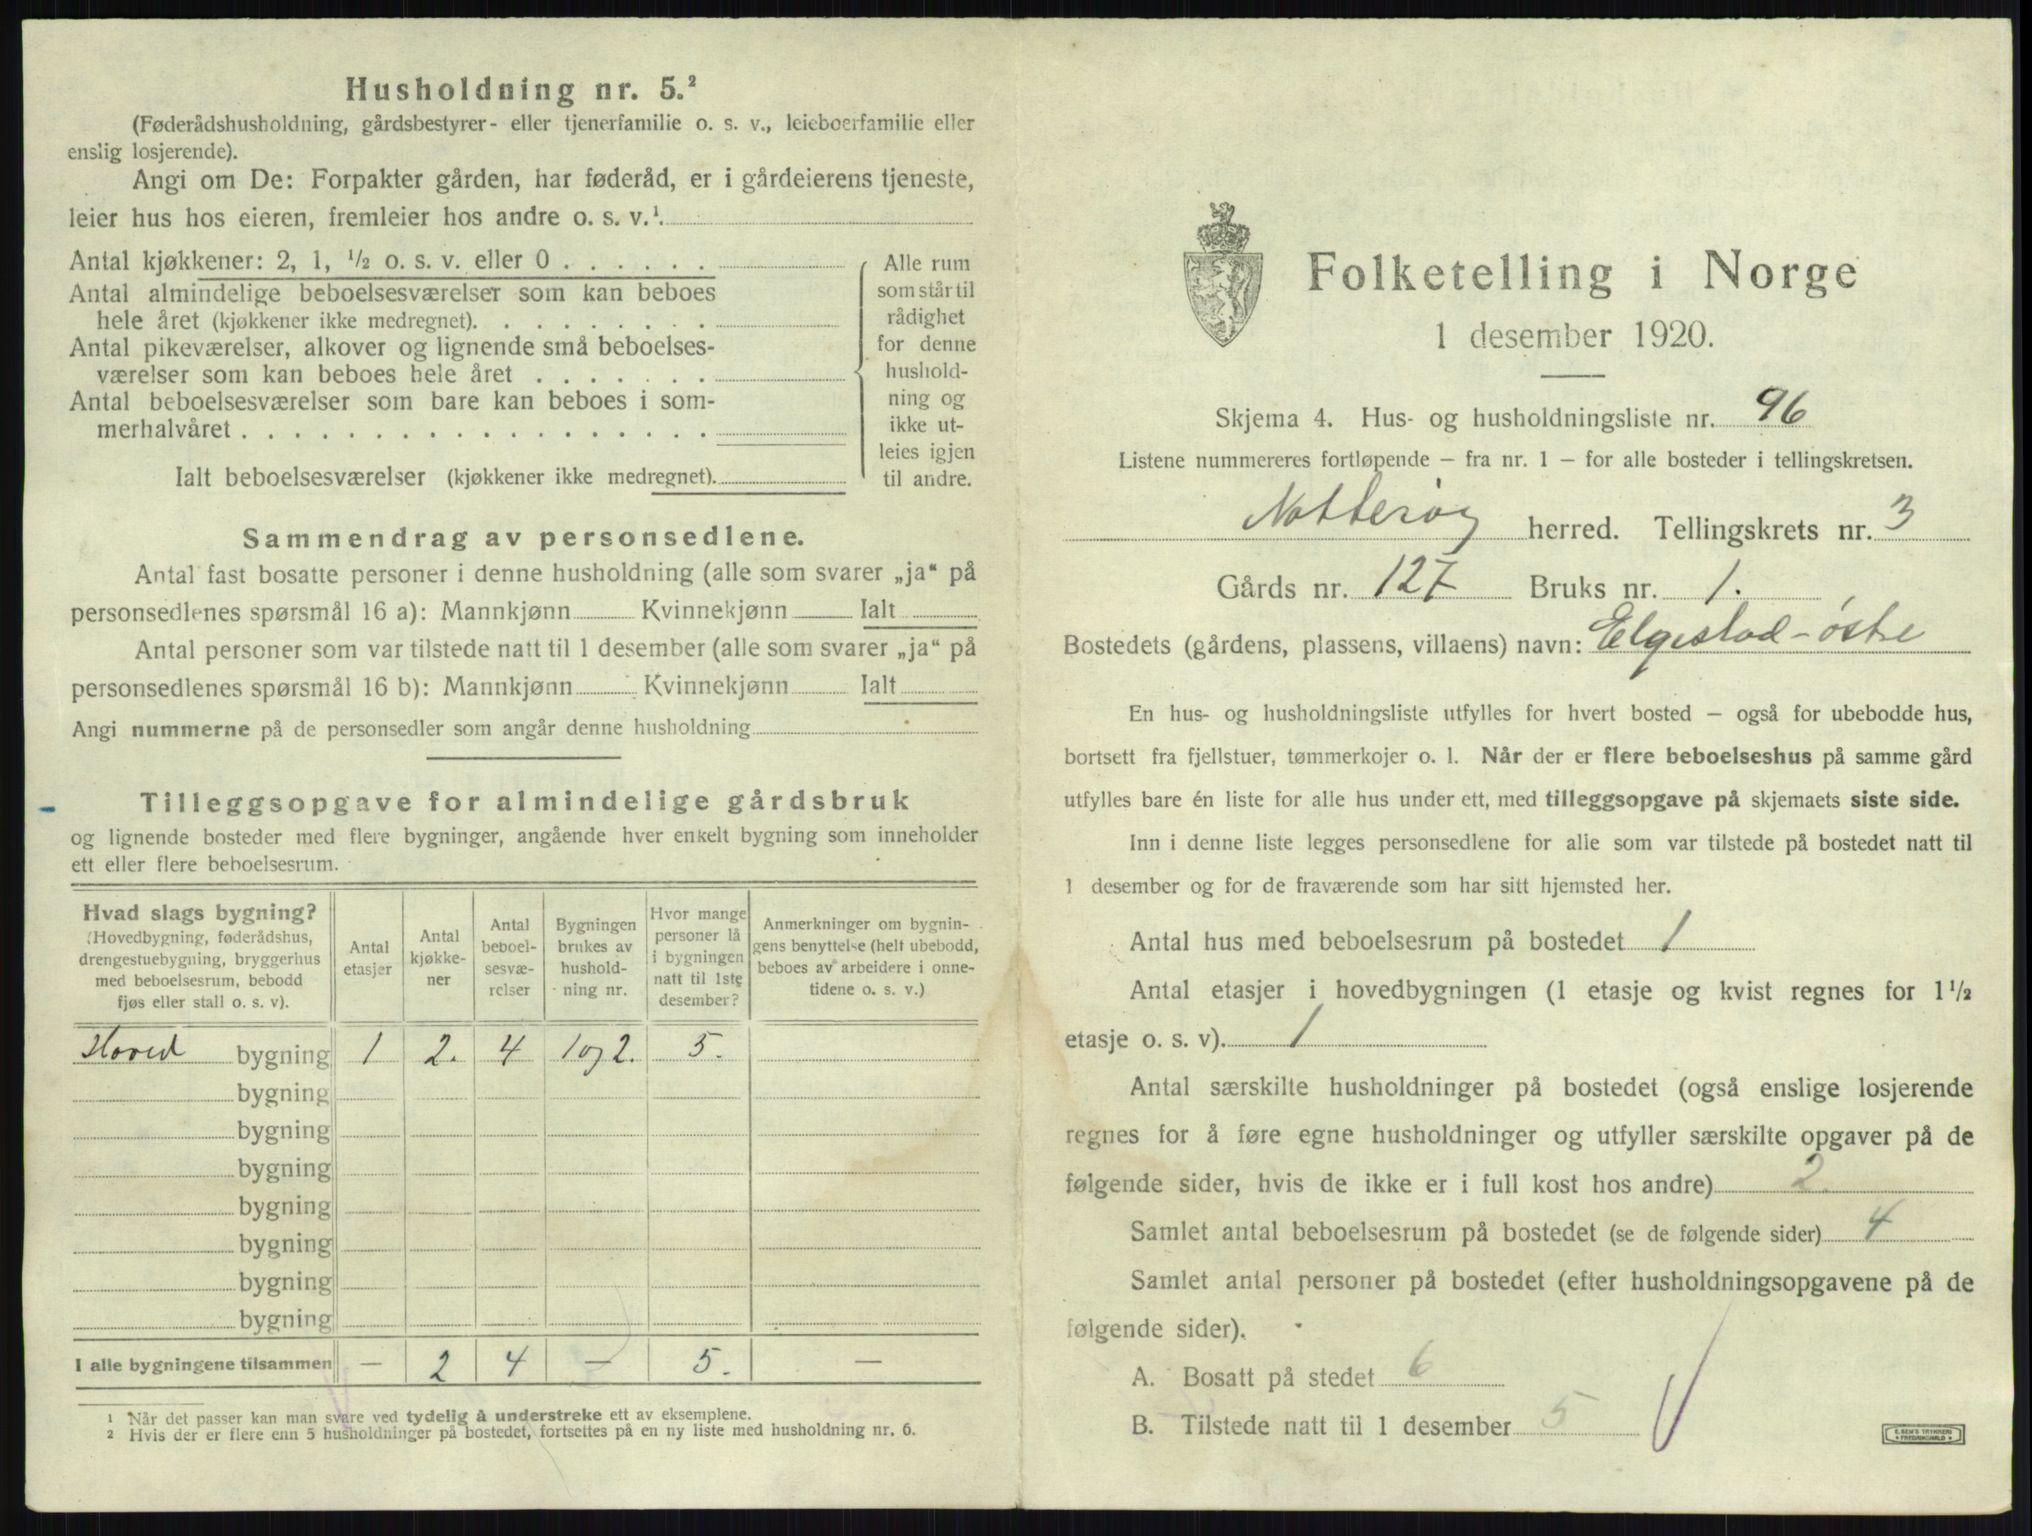 Husholdning nr. 5.²
(Føderådshusholdning, gårdsbestyrer- eller tjenerfamilie o. s. v., leieboerfamilie eller
enslig losjerende).
Angi om De: Forpakter gården, har føderåd, er i gårdeierens tjeneste,
leier hus hos eieren, fremleier hos andre o. s. v.¹
Antal kjøkkener: 2, 1, ½ o. s. v. eller 0
Antal almindelige beboelsesværelser som kan beboes
hele året (kjøkkener ikke medregnet).
Antal pikeværelser, alkover og lignende små beboelses-
værelser som kan beboes hele året
Antal beboelsesværelser som bare kan beboes i som-
merhalvåret
Ialt beboelsesværelser (kjøkkener ikke medregnet).
Alle rum
som står til
rådighet
for denne
hushold-
ning og
ikke ut-
leies igjen
til andre.
Sammendrag av personsedlene.
Antal fast bosatte personer i denne husholdning (alle som svarer „ja“ på
personsedlenes spørsmål 16 a): Mannkjønn Kvinnekjønn Ialt
Antal personer som var tilstede natt til 1 desember (alle som svarer „ja“ på
personsedlenes spørsmål 16 b): Mannkjønn Kvinnekjønn Ialt
Angi nummerne på de personsedler som angår denne husholdning
Tilleggsopgave for almindelige gårdsbruk
og lignende bosteder med flere bygninger, angående hver enkelt bygning som inneholder
ett eller flere beboelsesrum.
Hvad slags bygning?
(Hovedbygning, føderådshus,
drengestuebygning, bryggerhus
med beboelsesrum, bebodd
fjøs eller stall o. s. v).
Antal
etasjer
Antal
kjøkke-
ner
Antal
beboel-
sesvæ-
relser
Bygningen
brukes av
hushold-
ning nr.
Hvor mange
personer lå
i bygningen
natt til 1ste
desember?
Anmerkninger om bygnin-
gens benyttelse (helt ubebodd,
beboes av arbeidere i onne-
tidene o. s. v.)
Hoved bygning 1 2. 4 1 og 2. 5.
bygning
bygning
bygning
bygning
bygning
bygning
bygning
I alle bygningene tilsammen — 2 4 — 5. —
¹ Når det passer kan man svare ved tydelig å understreke ett av eksemplene.
² Hvis der er flere enn 5 husholdninger på bostedet, fortsettes på en ny liste med husholdning nr. 6.
Folketelling i Norge
1 desember 1920.
Skjema 4. Hus- og husholdningsliste nr. 96
Listene nummereres fortløpende — fra nr. 1 — for alle bosteder i tellingskretsen.
Nøtterøy herred. Tellingskrets nr. 3
Gårds nr. 127 Bruks nr. 1.
Bostedets (gårdens, plassens, villaens) navn: Elgestad-østre
En hus- og husholdningsliste utfylles for hvert bosted — også for ubebodde hus,
bortsett fra fjellstuer, tømmerkojer o. l. Når der er flere beboelseshus på samme gård
utfylles bare én liste for alle hus under ett, med tilleggsopgave på skjemaets siste side.
Inn i denne liste legges personsedlene for alle som var tilstede på bostedet natt til
1 desember og for de fraværende som har sitt hjemsted her.
Antal hus med beboelsesrum på bostedet 1
Antal etasjer i hovedbygningen (1 etasje og kvist regnes for 1½
etasje o. s. v). 1
Antal særskilte husholdninger på bostedet (også enslige losjerende
regnes for å føre egne husholdninger og utfyller særskilte opgaver på de
følgende sider, hvis de ikke er i full kost hos andre) 2.
Samlet antal beboelsesrum på bostedet (se de følgende sider) 4
Samlet antal personer på bostedet (efter husholdningsopgavene på de
følgende sider).
A. Bosatt på stedet 6
B. Tilstede natt til 1 desember 5
E. SEM'S TRYKKERI
FREDRIKSHALD